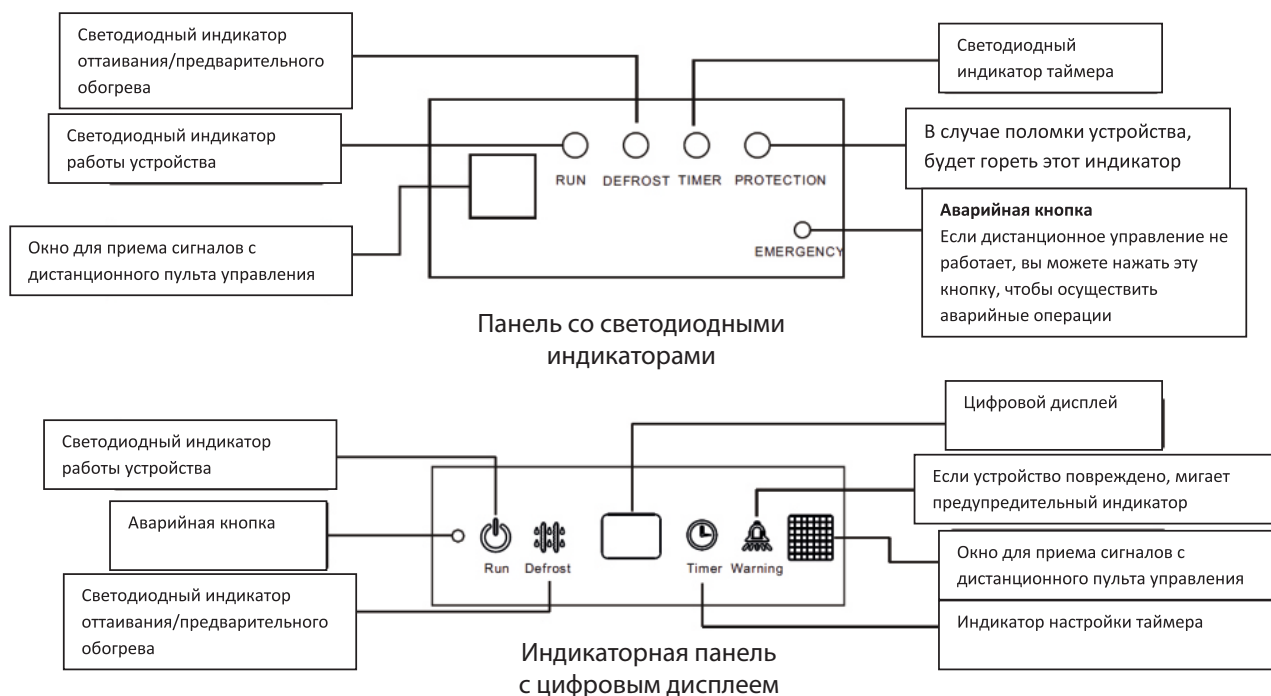 Светодиодный индикатор
оттаивания/предварительного
обогрева
Светодиодный
индикатор таймера
Светодиодный индикатор
работы устройства
В случае поломки устройства,
будет гореть этот индикатор
RUN DEFROST TIMER PROTECTION
Окно для приема сигналов с
дистанционного пульта управления
EMERGENCY
Аварийная кнопка
Если дистанционное управление не
работает, вы можете нажать эту
кнопку, чтобы осуществить
аварийные операции
Панель со светодиодными
индикаторами
Цифровой дисплей
Светодиодный индикатор
работы устройства
Если устройство повреждено, мигает
предупредительный индикатор
Аварийная кнопка
Run Defrost Timer Warning
Окно для приема сигналов с
дистанционного пульта управления
Светодиодный индикатор
оттаивания/предварительного
обогрева
Индикатор настройки таймера
Индикаторная панель
с цифровым дисплеем